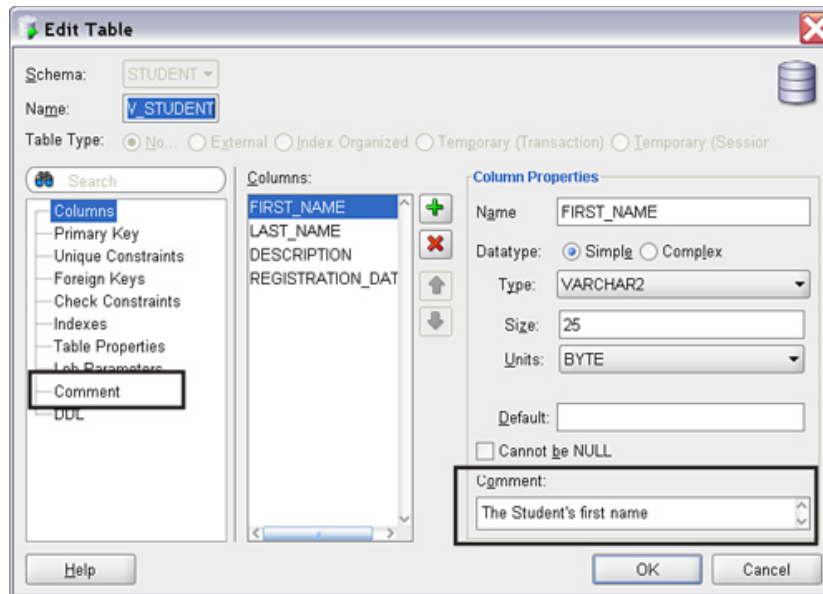 Edit Table
Schema: STUDENT
Name: V_STUDENT
Table Type: No... External Index Organized Temporary (Transaction) Temporary (Session
Search
Columns
Primary Key
Unique Constraints
Foreign Keys
Check Constraints
Indexes
Table Properties
Lob Parameters
Comment
DDL
Columns:
FIRST_NAME
LAST_NAME
DESCRIPTION
REGISTRATION_DAT
Column Properties
Name FIRST_NAME
Datatype: Simple Complex
Type: VARCHAR2
Size: 25
Units: BYTE
Default:
Cannot be NULL
Comment:
The Student's first name
Help
OK Cancel